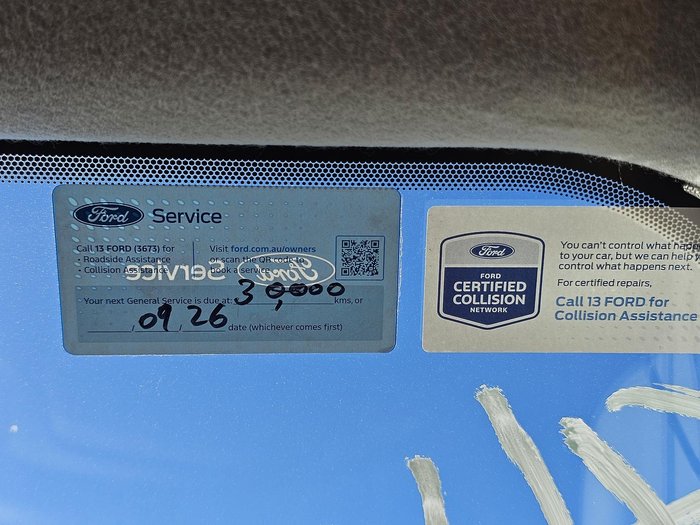 Ford Service
Call 13 FORD (3673) for
• Roadside Assistance
• Collision Assistance
Visit ford.com.au/owners
or scan the QR code to
book a service
Service Ford
Your next General Service is due at: 30,000 kms, or
/09/26 date (whichever comes first)
Ford
FORD
CERTIFIED
COLLISION
NETWORK
You can't control what
to your car, but we can help
control what happens next.
For certified repairs,
Call 13 FORD for
Collision Assistance